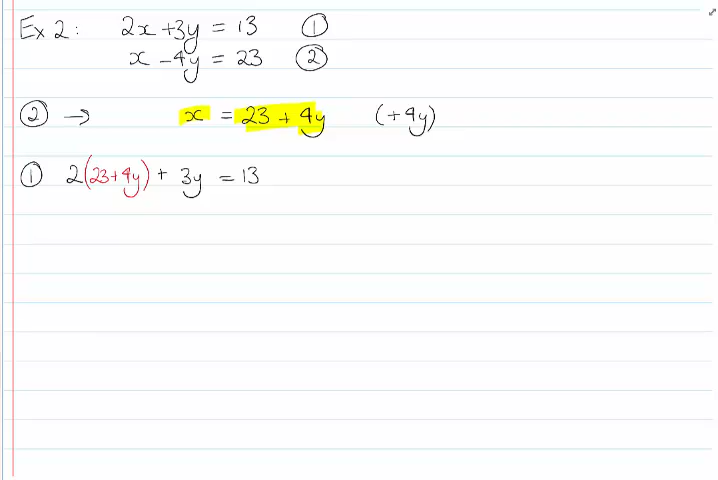 Ex 2: 2x + 3y = 13 ①
x - 4y = 23 ②
② → x = 23 + 4y (+4y)
① 2(23+4y) + 3y = 13